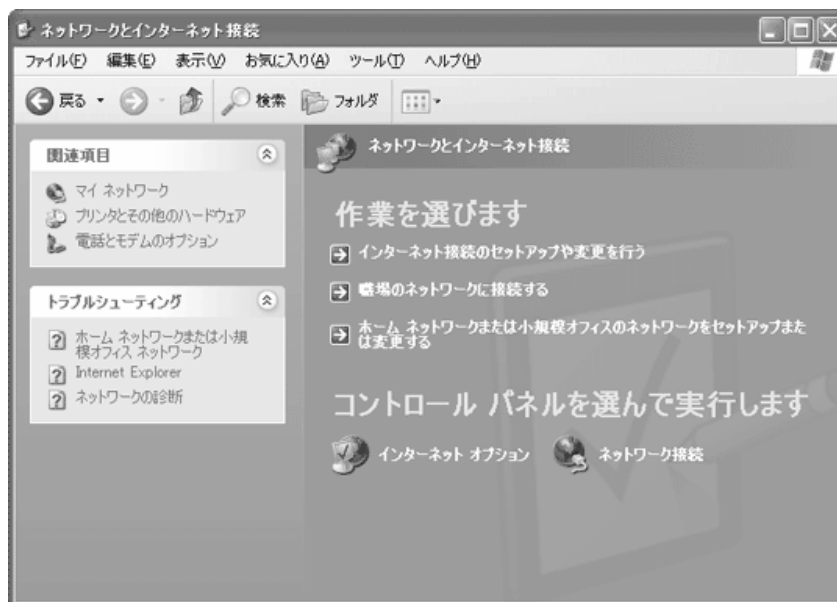 ネットワークとインターネット接続
ファイル(F) 編集(E) 表示(V) お気に入り(A) ツール(T) ヘルプ(H)
戻る 検索 フォルダ
関連項目
マイ ネットワーク
プリンタとその他のハードウェア
電話とモデムのオプション
トラブルシューティング
ホーム ネットワークまたは小規
模オフィス ネットワーク
Internet Explorer
ネットワークの診断
ネットワークとインターネット接続
作業を選びます
インターネット接続のセットアップや変更を行う
職場のネットワークに接続する
ホーム ネットワークまたは小規模オフィスのネットワークをセットアップまた
は変更する
コントロール パネルを選んで実行します
インターネット オプション ネットワーク接続